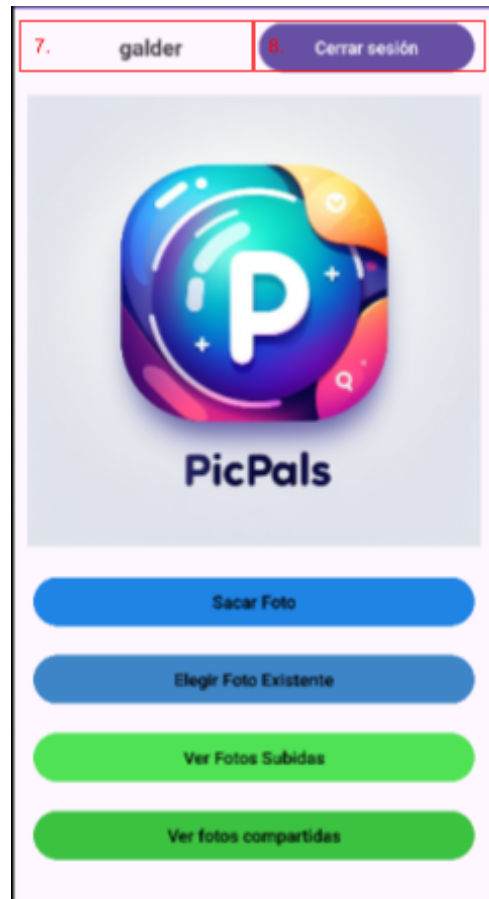 7. galder 8. Cerrar sesión
P
PicPals
Sacar Foto
Elegir Foto Existente
Ver Fotos Subidas
Ver fotos compartidas